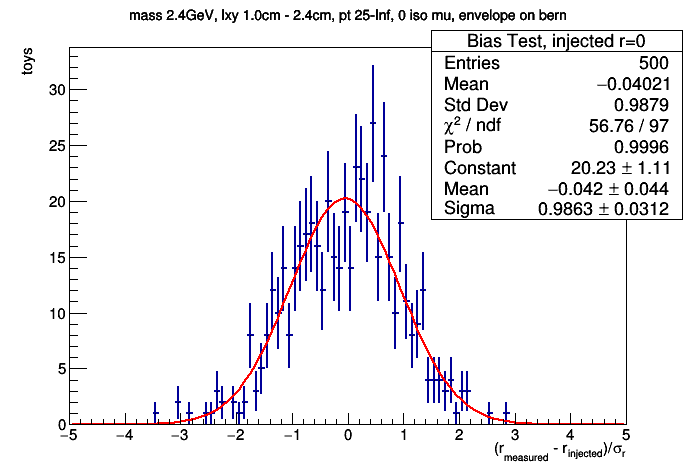 mass 2.4GeV, lxy 1.0cm - 2.4cm, pt 25-Inf, 0 iso mu, envelope on bern
toys
Bias Test, injected r=0
Entries 500
Mean −0.04021
Std Dev 0.9879
χ² / ndf 56.76 / 97
Prob 0.9996
Constant 20.23 ± 1.11
Mean −0.042 ± 0.044
Sigma 0.9863 ± 0.0312
30
25
20
15
10
5
0
−5 −4 −3 −2 −1 0 1 2 3 4 5
(r_measured - r_injected)/σ_r